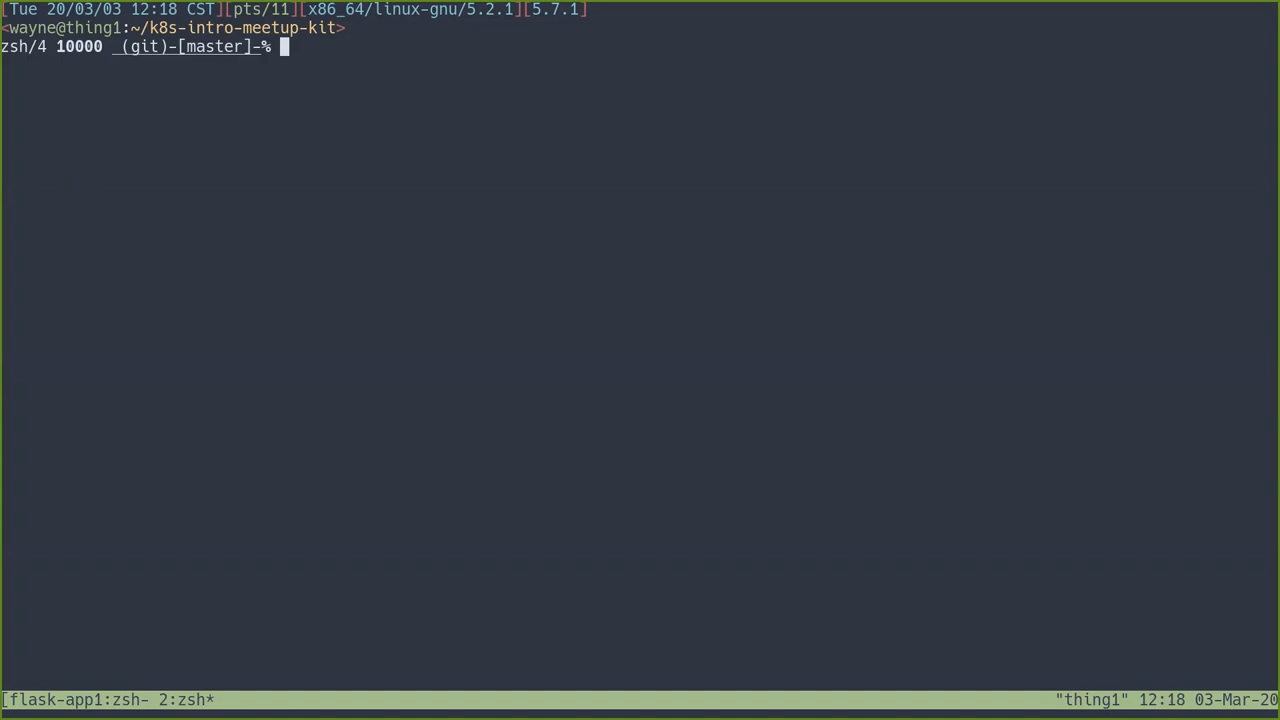 [Tue 20/03/03 12:18 CST][pts/11][x86_64/linux-gnu/5.2.1][5.7.1]
<wayne@thing1:~/k8s-intro-meetup-kit>
zsh/4 10000 _(git)-[master]-%
[flask-app1:zsh- 2:zsh* "thing1" 12:18 03-Mar-20